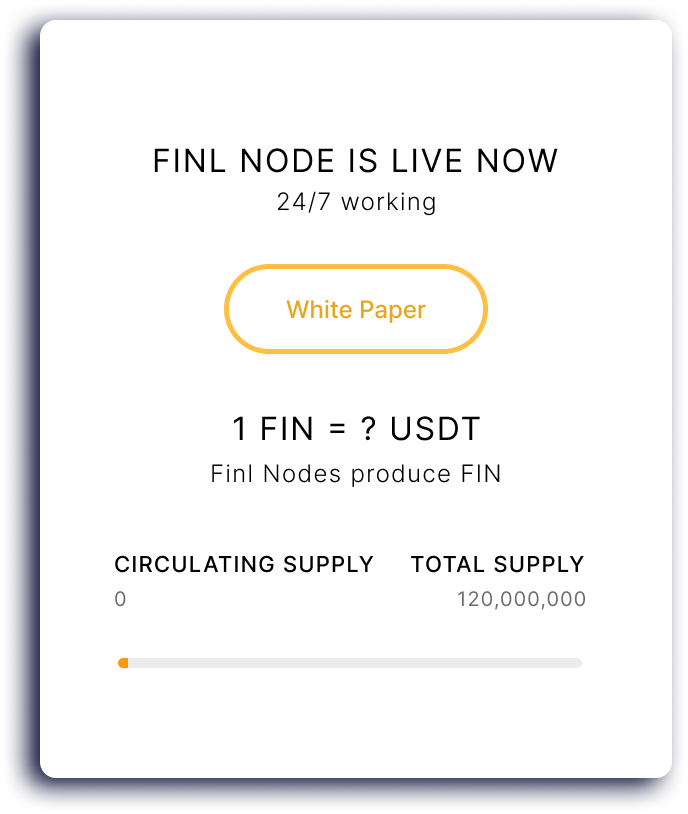 FINL NODE IS LIVE NOW
24/7 working
White Paper
1 FIN = ? USDT
Finl Nodes produce FIN
CIRCULATING SUPPLY TOTAL SUPPLY
0 120,000,000